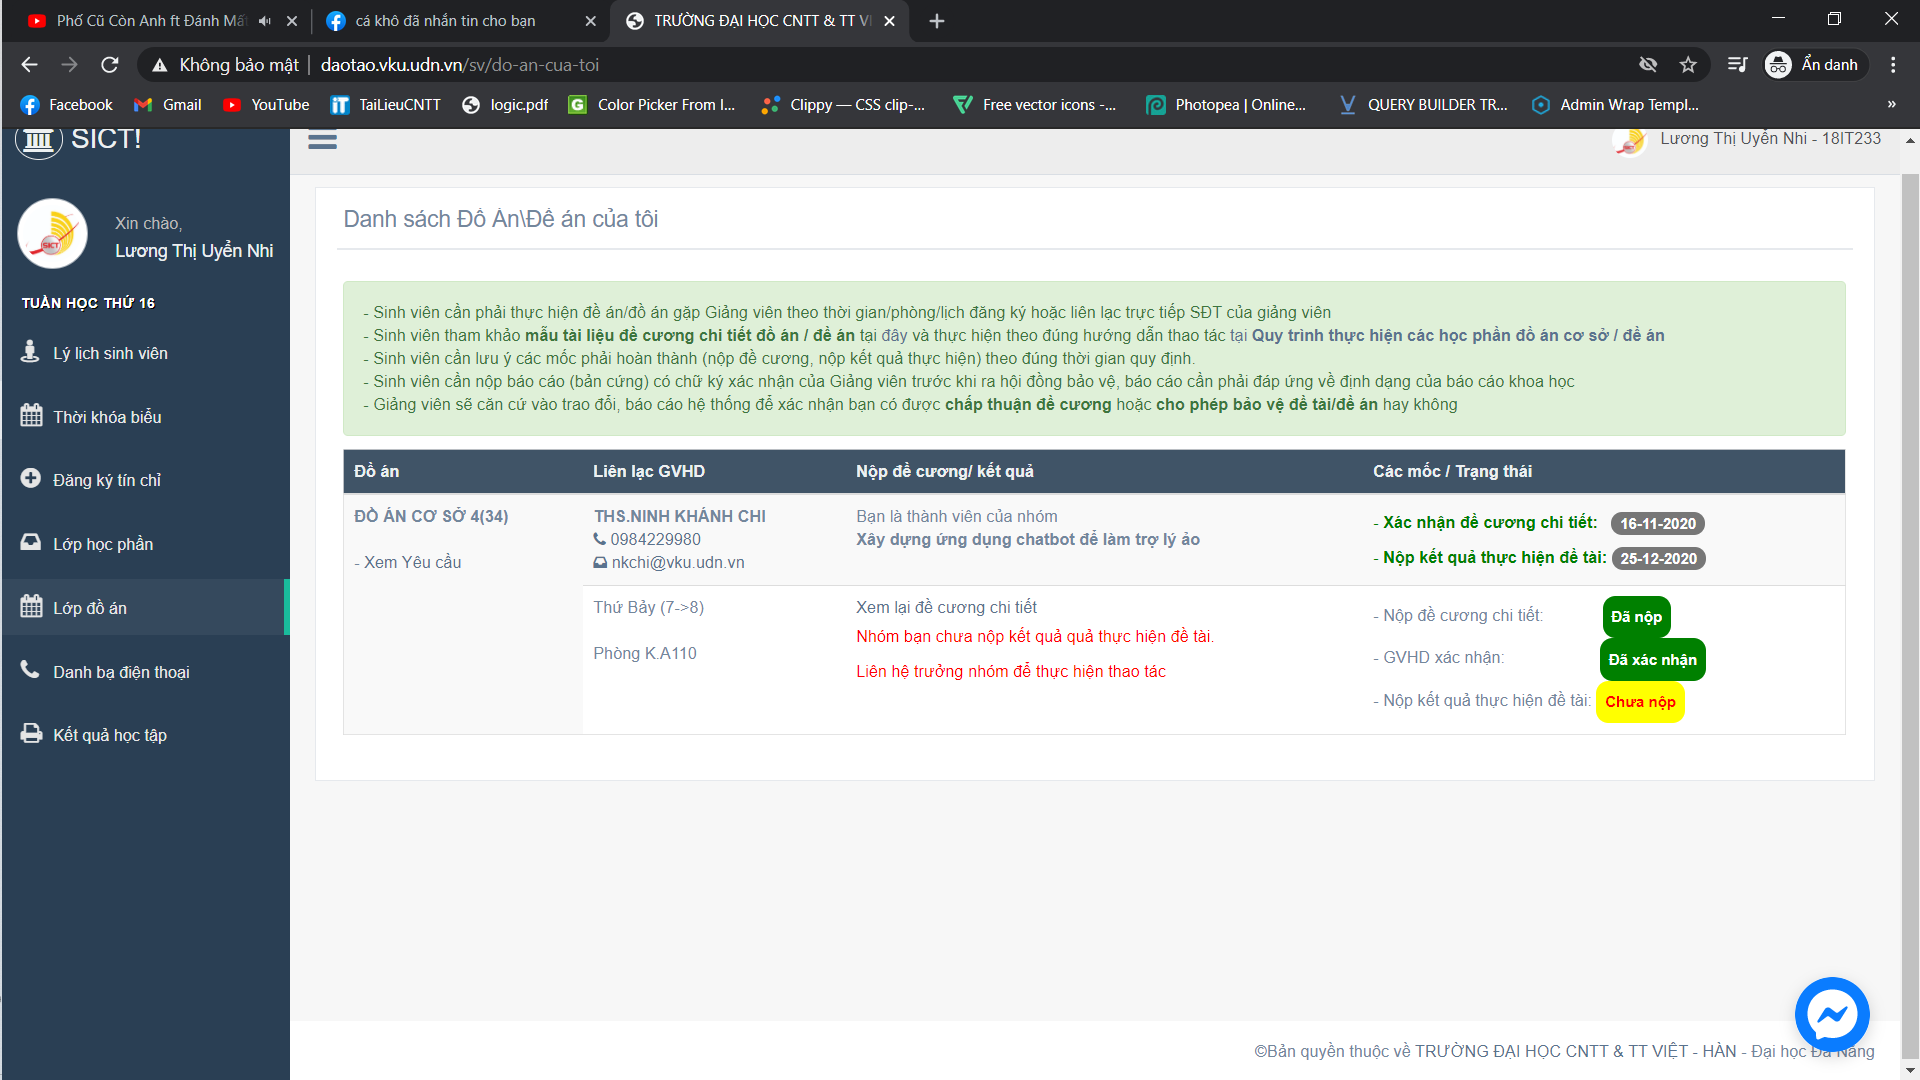 Phố Cũ Còn Anh ft Đánh Mấ
cá khô đã nhắn tin cho bạn
TRƯỜNG ĐẠI HỌC CNTT & TT VI
Không bảo mật
daotao.vku.udn.vn/sv/do-an-cua-toi
Ẩn danh
Facebook
Gmail
YouTube
TaiLieuCNTT
logic.pdf
Color Picker From I...
Clippy — CSS clip-...
Free vector icons -...
Photopea | Online...
QUERY BUILDER TR...
Admin Wrap Templ...
»
SICT!
Lương Thị Uyển Nhi - 18IT233
Xin chào,
Lương Thị Uyển Nhi
TUẦN HỌC THỨ 16
Lý lịch sinh viên
Thời khóa biểu
Đăng ký tín chỉ
Lớp học phần
Lớp đồ án
Danh bạ điện thoại
Kết quả học tập
Danh sách Đồ Án\Đề án của tôi
- Sinh viên cần phải thực hiện đề án/đồ án gặp Giảng viên theo thời gian/phòng/lịch đăng ký hoặc liên lạc trực tiếp SĐT của giảng viên
- Sinh viên tham khảo mẫu tài liệu đề cương chi tiết đồ án / đề án tại đây và thực hiện theo đúng hướng dẫn thao tác tại Quy trình thực hiện các học phần đồ án cơ sở / đề án
- Sinh viên cần lưu ý các mốc phải hoàn thành (nộp đề cương, nộp kết quả thực hiện) theo đúng thời gian quy định.
- Sinh viên cần nộp báo cáo (bản cứng) có chữ ký xác nhận của Giảng viên trước khi ra hội đồng bảo vệ, báo cáo cần phải đáp ứng về định dạng của báo cáo khoa học
- Giảng viên sẽ căn cứ vào trao đổi, báo cáo hệ thống để xác nhận bạn có được chấp thuận đề cương hoặc cho phép bảo vệ đề tài/đề án hay không
Đồ án
Liên lạc GVHD
Nộp đề cương/ kết quả
Các mốc / Trạng thái
ĐỒ ÁN CƠ SỞ 4(34)
- Xem Yêu cầu
THS.NINH KHÁNH CHI
0984229980
nkchi@vku.udn.vn
Bạn là thành viên của nhóm
Xây dựng ứng dụng chatbot để làm trợ lý ảo
- Xác nhận đề cương chi tiết: 16-11-2020
- Nộp kết quả thực hiện đề tài: 25-12-2020
Thứ Bảy (7->8)
Phòng K.A110
Xem lại đề cương chi tiết
Nhóm bạn chưa nộp kết quả quả thực hiện đề tài.
Liên hệ trưởng nhóm để thực hiện thao tác
- Nộp đề cương chi tiết: Đã nộp
- GVHD xác nhận: Đã xác nhận
- Nộp kết quả thực hiện đề tài: Chưa nộp
©Bản quyền thuộc về TRƯỜNG ĐẠI HỌC CNTT & TT VIỆT - HÀN - Đại học Đà Nẵng